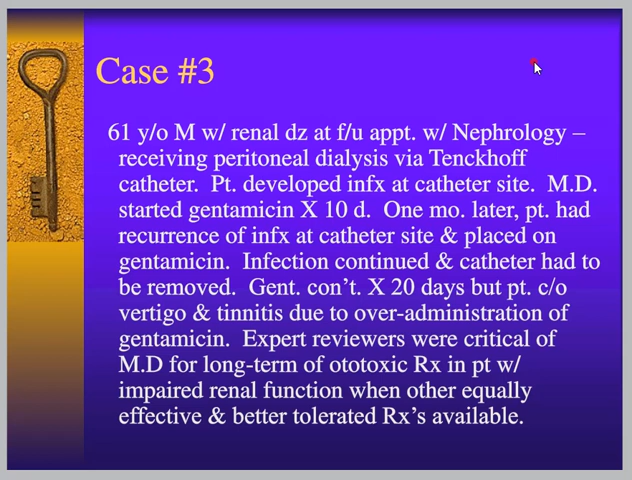 Case #3
61 y/o M w/ renal dz at f/u appt. w/ Nephrology –
receiving peritoneal dialysis via Tenckhoff
catheter.  Pt. developed infx at catheter site.  M.D.
started gentamicin X 10 d.  One mo. later, pt. had
recurrence of infx at catheter site & placed on
gentamicin.  Infection continued & catheter had to
be removed.  Gent. con’t. X 20 days but pt. c/o
vertigo & tinnitis due to over-administration of
gentamicin.  Expert reviewers were critical of
M.D for long-term of ototoxic Rx in pt w/
impaired renal function when other equally
effective & better tolerated Rx’s available.